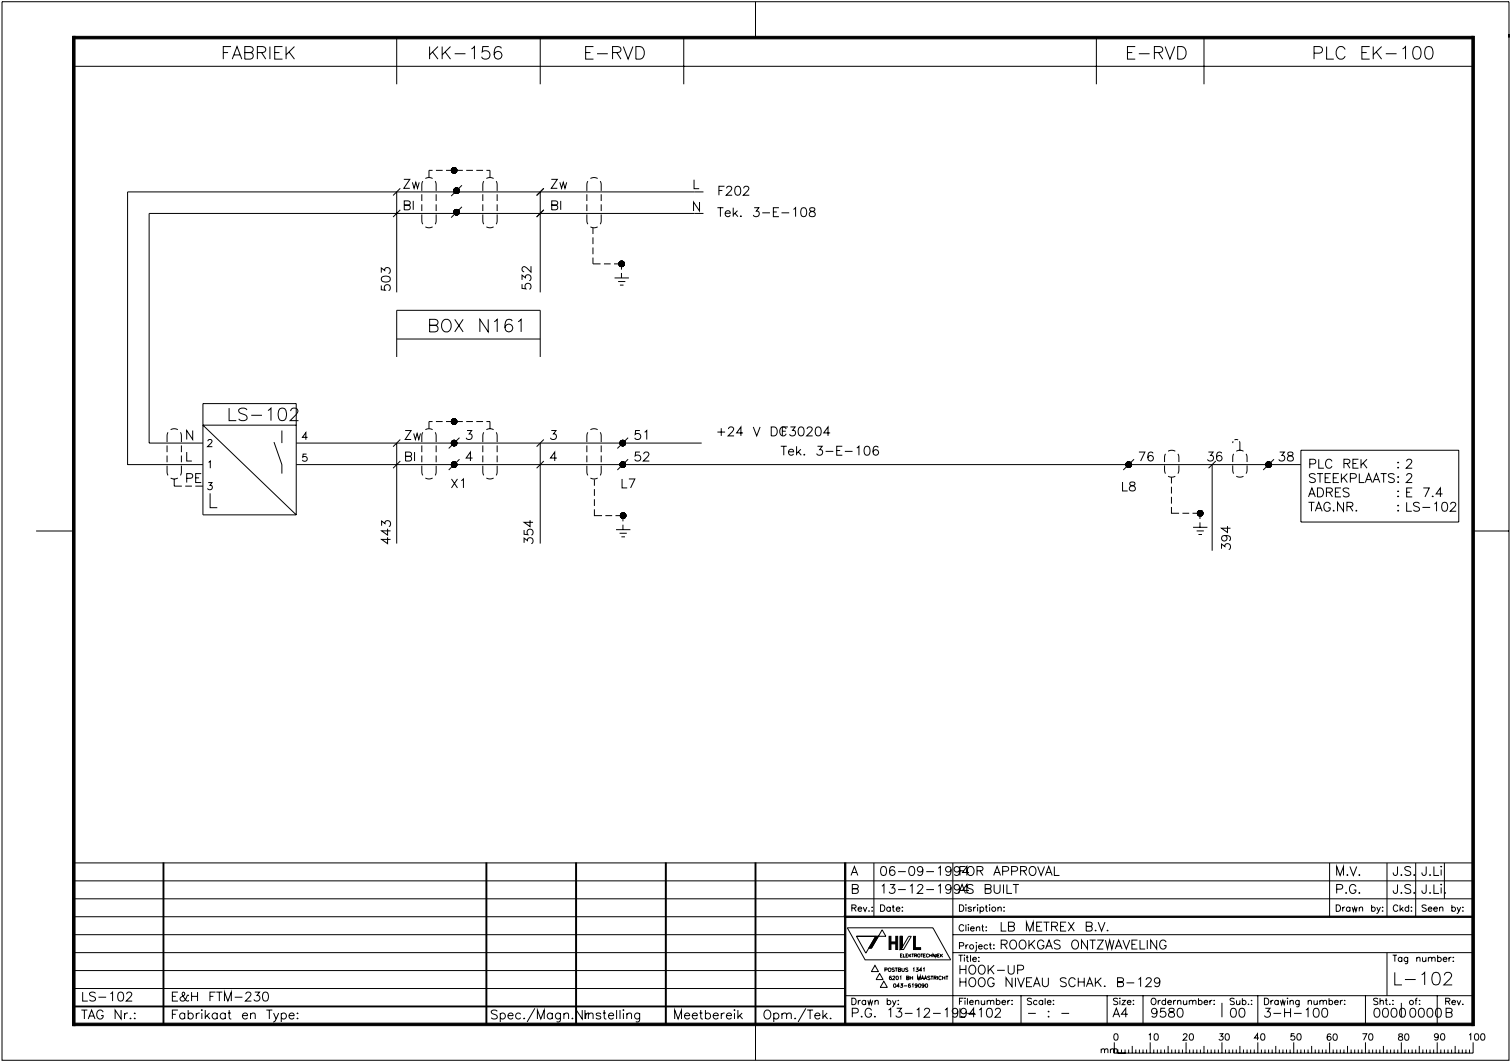 FABRIEK KK-156 E-RVD E-RVD PLC EK-100
Zw Zw L F202
Bl Bl N Tek. 3-E-108
503 532
BOX N161
LS-102
N 2 4 Zw 3 3 51 +24 V DC F30204
Tek. 3-E-106
L 1 5 Bl 4 4 52 76 36 38
PE 3 X1 L7 L8
L
443 354 394
PLC REK : 2
STEEKPLAATS: 2
ADRES : E 7.4
TAG.NR. : LS-102
A 06-09-1994 FOR APPROVAL M.V. J.S. J.Li
B 13-12-1994 AS BUILT P.G. J.S. J.Li.
Rev.: Date: Disription: Drawn by: Ckd: Seen by:
HVL
ELEKTROTECHNIEK
POSTBUS 1341
6201 BH MAASTRICHT
043-619090
Client: LB METREX B.V.
Project: ROOKGAS ONTZWAVELING
Title:
HOOK-UP
HOOG NIVEAU SCHAK. B-129
Tag number:
L-102
LS-102 E&H FTM-230
TAG Nr.: Fabrikaat en Type: Spec./Magn.Nr. Instelling Meetbereik Opm./Tek.
Drawn by: Filenumber: Scale: Size: Ordernumber: Sub.: Drawing number: Sht.: of: Rev.
P.G. 13-12-1994 L-102 - : - A4 9580 00 3-H-100 0000 0000 B
mm 0 10 20 30 40 50 60 70 80 90 100